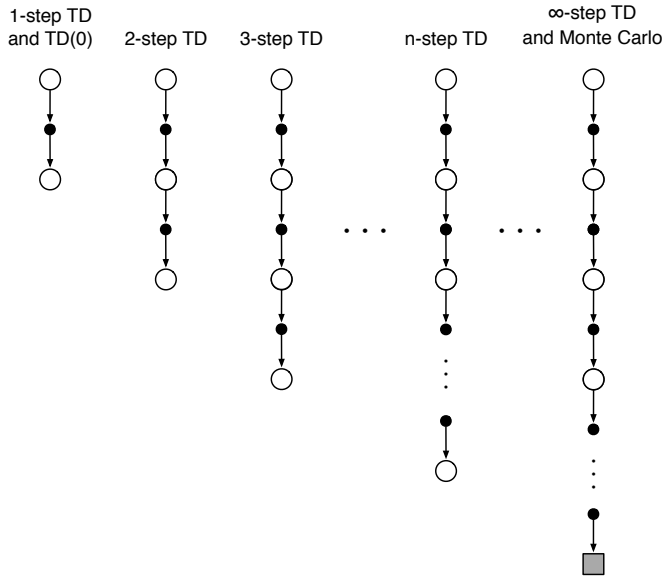 1-step TD
and TD(0)
2-step TD
3-step TD
n-step TD
∞-step TD
and Monte Carlo